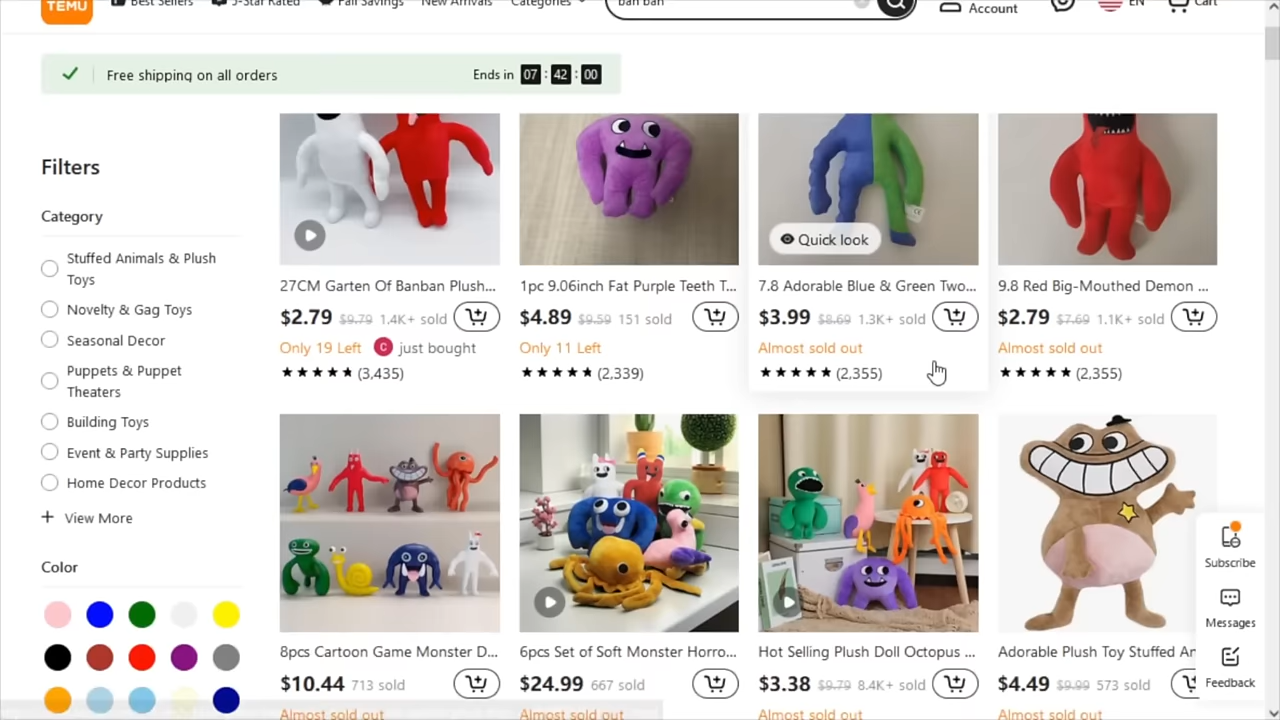 TEMU
Best Sellers
5-Star Rated
Fall Savings
New Arrivals
Categories
ban ban
Account
EN
Cart
Free shipping on all orders
Ends in 07 : 42 : 00
Filters
Category
Stuffed Animals & Plush
Toys
Novelty & Gag Toys
Seasonal Decor
Puppets & Puppet
Theaters
Building Toys
Event & Party Supplies
Home Decor Products
+ View More
Color
Quick look
27CM Garten Of Banban Plush...
$2.79 $9.79 1.4K+ sold
Only 19 Left C just bought
(3,435)
1pc 9.06inch Fat Purple Teeth T...
$4.89 $9.59 151 sold
Only 11 Left
(2,339)
7.8 Adorable Blue & Green Two...
$3.99 $8.69 1.3K+ sold
Almost sold out
(2,355)
9.8 Red Big-Mouthed Demon ...
$2.79 $7.69 1.1K+ sold
Almost sold out
(2,355)
8pcs Cartoon Game Monster D...
$10.44 713 sold
Almost sold out
6pcs Set of Soft Monster Horro...
$24.99 667 sold
Almost sold out
Hot Selling Plush Doll Octopus ...
$3.38 $9.79 8.4K+ sold
Almost sold out
Adorable Plush Toy Stuffed An
$4.49 $9.99 573 sold
Almost sold out
Subscribe
Messages
Feedback